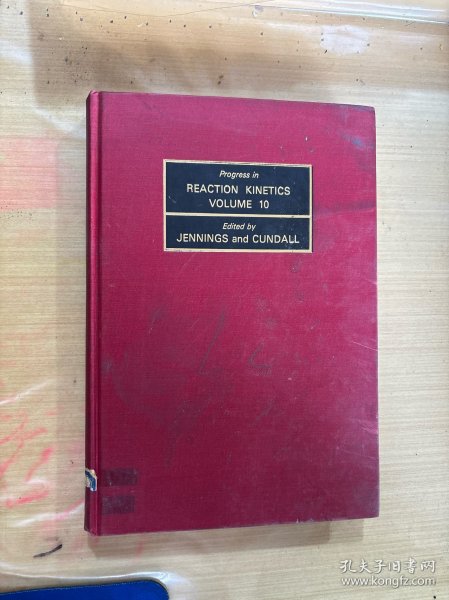 Progress in
REACTION KINETICS
VOLUME 10
Edited by
JENNINGS and CUNDALL
孔夫子旧书网
www.kongfz.com